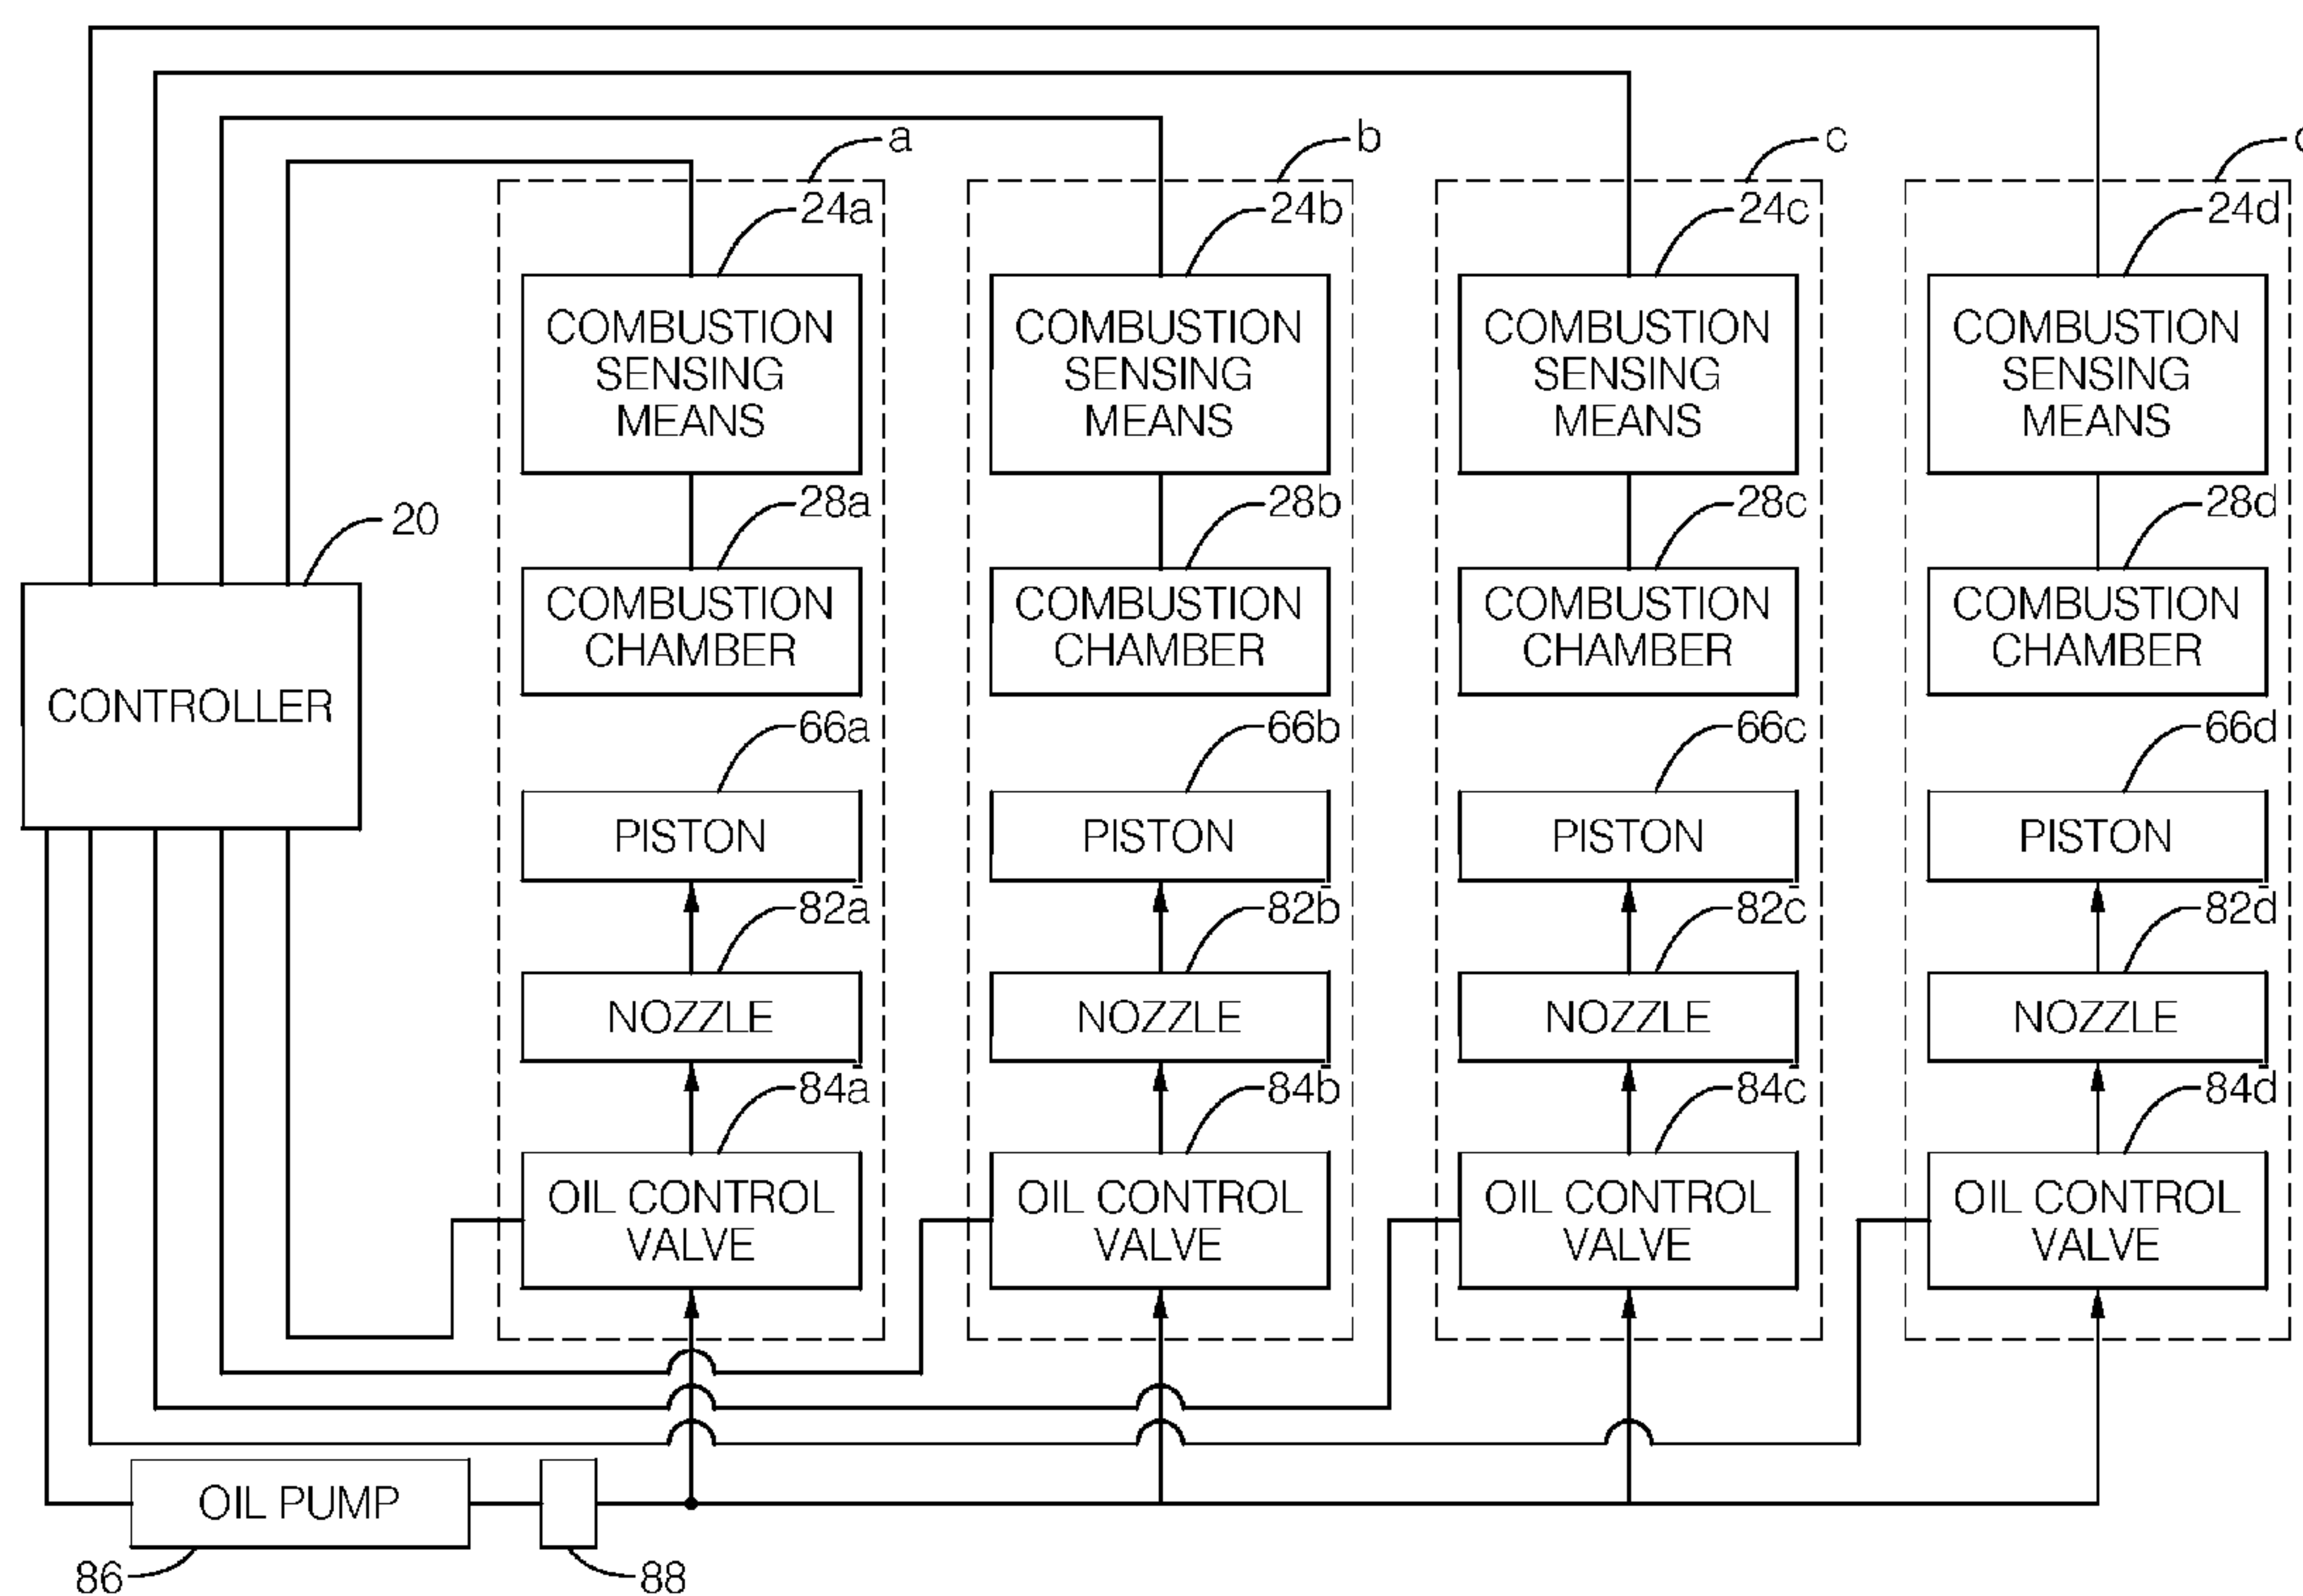 a
b
c
24a
24b
24c
24d
COMBUSTION
SENSING
MEANS
COMBUSTION
SENSING
MEANS
COMBUSTION
SENSING
MEANS
COMBUSTION
SENSING
MEANS
20
28a
28b
28c
28d
CONTROLLER
COMBUSTION
CHAMBER
COMBUSTION
CHAMBER
COMBUSTION
CHAMBER
COMBUSTION
CHAMBER
66a
66b
66c
66d
PISTON
PISTON
PISTON
PISTON
82a
82b
82c
82d
NOZZLE
NOZZLE
NOZZLE
NOZZLE
84a
84b
84c
84d
OIL CONTROL
VALVE
OIL CONTROL
VALVE
OIL CONTROL
VALVE
OIL CONTROL
VALVE
OIL PUMP
86
88